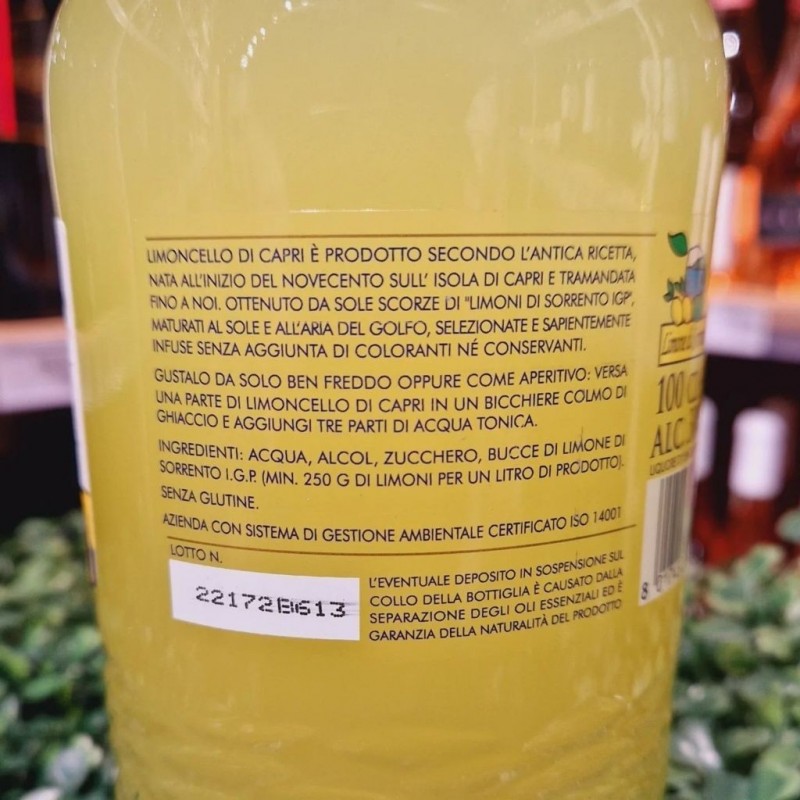 LIMONCELLO DI CAPRI È PRODOTTO SECONDO L'ANTICA RICETTA,
NATA ALL'INIZIO DEL NOVECENTO SULL' ISOLA DI CAPRI E TRAMANDATA
FINO A NOI. OTTENUTO DA SOLE SCORZE DI "LIMONI DI SORRENTO IGP",
MATURATI AL SOLE E ALL'ARIA DEL GOLFO, SELEZIONATE E SAPIENTEMENTE
INFUSE SENZA AGGIUNTA DI COLORANTI NÉ CONSERVANTI.
GUSTALO DA SOLO BEN FREDDO OPPURE COME APERITIVO: VERSA
UNA PARTE DI LIMONCELLO DI CAPRI IN UN BICCHIERE COLMO DI
GHIACCIO E AGGIUNGI TRE PARTI DI ACQUA TONICA.
INGREDIENTI: ACQUA, ALCOL, ZUCCHERO, BUCCE DI LIMONE DI
SORRENTO I.G.P. (MIN. 250 G DI LIMONI PER UN LITRO DI PRODOTTO).
SENZA GLUTINE.
AZIENDA CON SISTEMA DI GESTIONE AMBIENTALE CERTIFICATO ISO 14001
LOTTO N.
22172B613
L'EVENTUALE DEPOSITO IN SOSPENSIONE SUL
COLLO DELLA BOTTIGLIA È CAUSATO DALLA
SEPARAZIONE DEGLI OLI ESSENZIALI ED È
GARANZIA DELLA NATURALITÀ DEL PRODOTTO
100
ALC